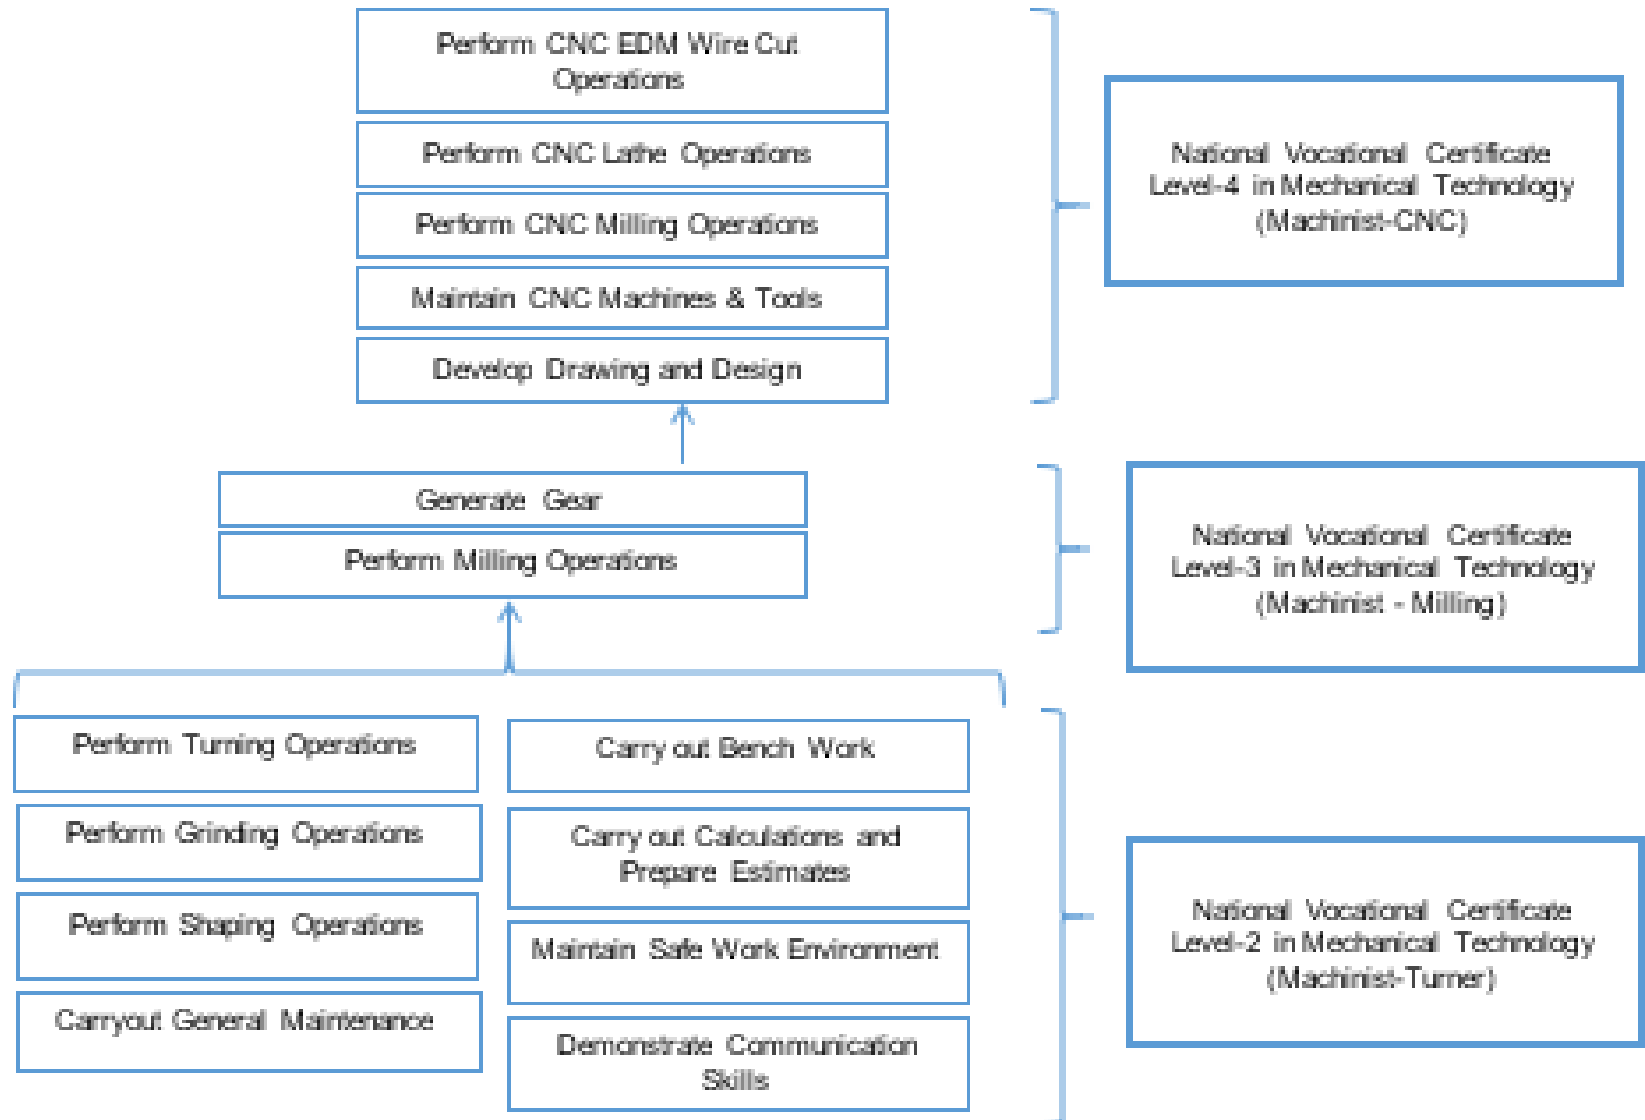 Perform CNC EDM Wire Cut
Operations
Perform CNC Lathe Operations
Perform CNC Milling Operations
Maintain CNC Machines & Tools
Develop Drawing and Design
National Vocational Certificate
Level-4 in Mechanical Technology
(Machinist-CNC)
Generate Gear
Perform Milling Operations
National Vocational Certificate
Level-3 in Mechanical Technology
(Machinist - Milling)
Perform Turning Operations
Perform Grinding Operations
Perform Shaping Operations
Carryout General Maintenance
Carry out Bench Work
Carry out Calculations and
Prepare Estimates
Maintain Safe Work Environment
Demonstrate Communication
Skills
National Vocational Certificate
Level-2 in Mechanical Technology
(Machinist-Turner)